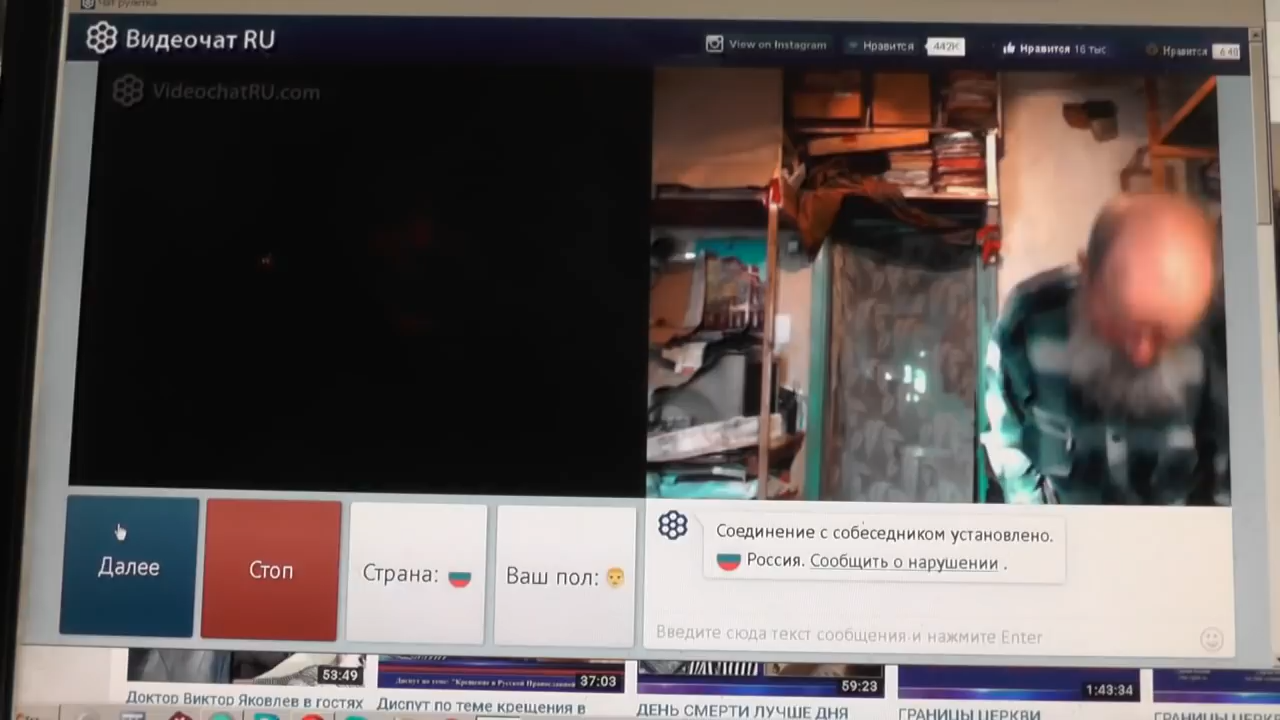 Чат рулетка
Видеочат RU
View on Instagram
Нравится 442K
Нравится 16 тыс
Нравится
VideochatRU.com
Далее
Стоп
Страна:
Ваш пол:
Соединение с собеседником установлено.
Россия. Сообщить о нарушении .
Введите сюда текст сообщения и нажмите Enter
53:49
37:03
59:23
1:43:34
Доктор Виктор Яковлев в гостях
Диспут по теме крещения в
ДЕНЬ СМЕРТИ ЛУЧШЕ ДНЯ
ГРАНИЦЫ ЦЕРКВИ